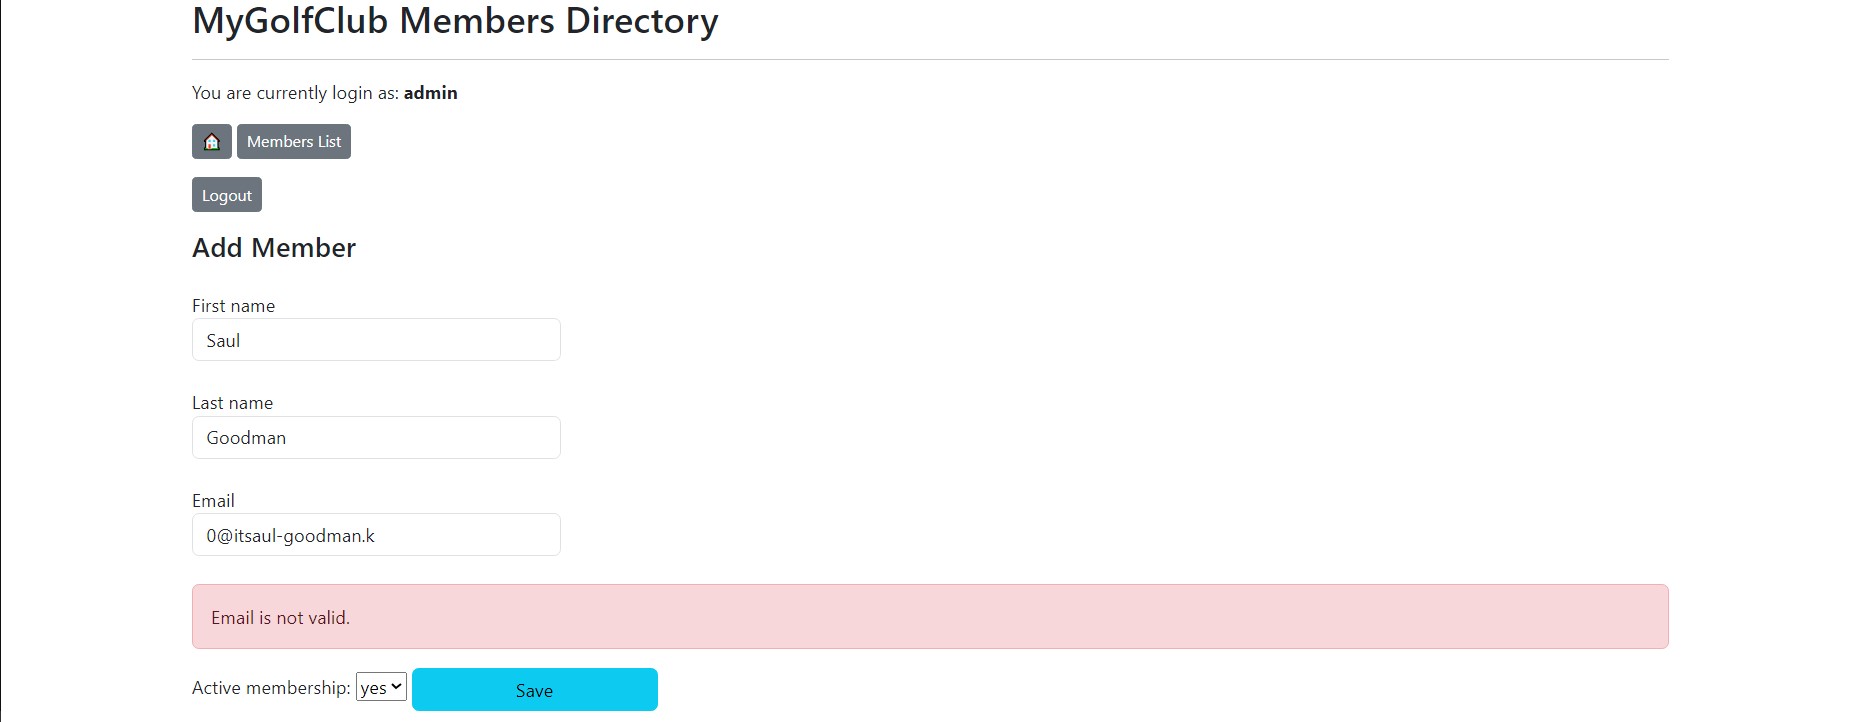 MyGolfClub Members Directory
You are currently login as: admin
Members List
Logout
Add Member
First name
Saul
Last name
Goodman
Email
0@itsaul-goodman.k
Email is not valid.
Active membership: yes Save